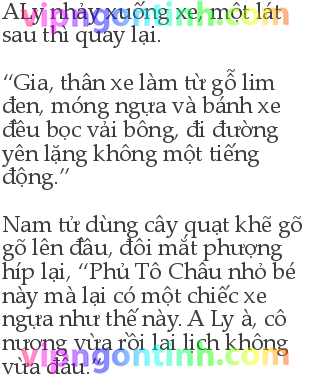 ALy nhảy xuống xe, một lát
vipngontinh.com
sau thì quay lại.
“Gia, thân xe làm từ gỗ lim
đen, móng ngựa và bánh xe
đều bọc vải bông, đi đường
yên lặng không một tiếng
động.”
Nam tử dùng cây quạt khẽ gõ
gõ lên đầu, đôi mắt phượng
híp lại, “Phủ Tô Châu nhỏ bé
này mà lại có một chiếc xe
ngựa như thế này. A Ly à, cô
nương vừa rồi lai lịch không
vipngontinh.com
vừa đâu.”